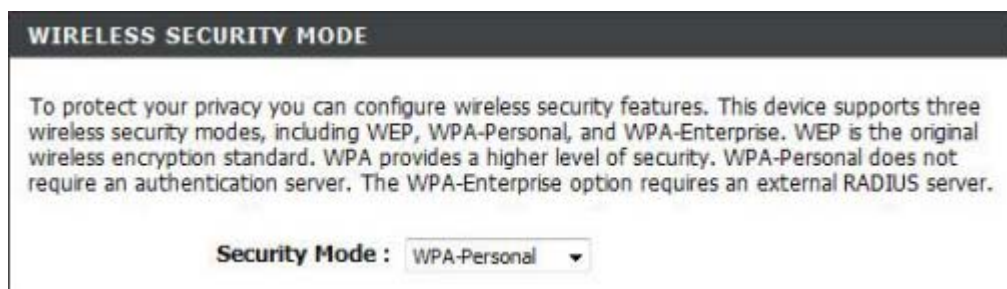 WIRELESS SECURITY MODE
To protect your privacy you can configure wireless security features. This device supports three
wireless security modes, including WEP, WPA-Personal, and WPA-Enterprise. WEP is the original
wireless encryption standard. WPA provides a higher level of security. WPA-Personal does not
require an authentication server. The WPA-Enterprise option requires an external RADIUS server.
Security Mode : WPA-Personal